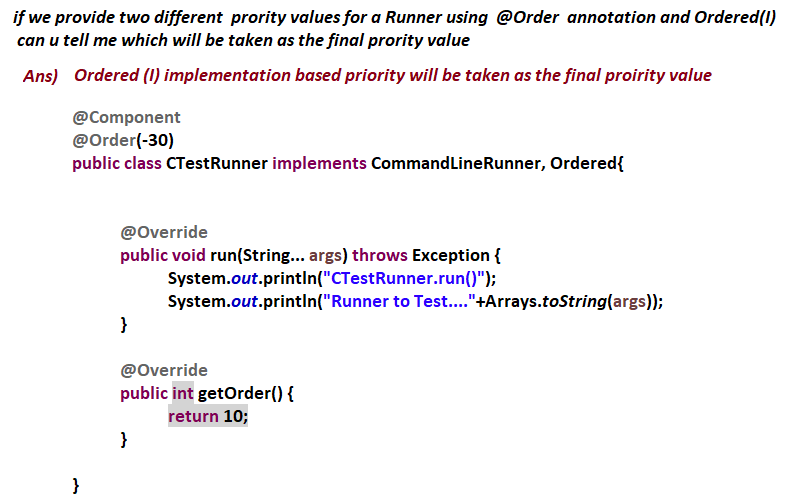 if we provide two different  prority values for a Runner using  @Order  annotation and Ordered(I)
can u tell me which will be taken as the final prority value
Ans)  Ordered (I) implementation based priority will be taken as the final proirity value
@Component
@Order(-30)
public class CTestRunner implements CommandLineRunner, Ordered{
@Override
public void run(String... args) throws Exception {
System.out.println("CTestRunner.run()");
System.out.println("Runner to Test...."+Arrays.toString(args));
}
@Override
public int getOrder() {
return 10;
}
}